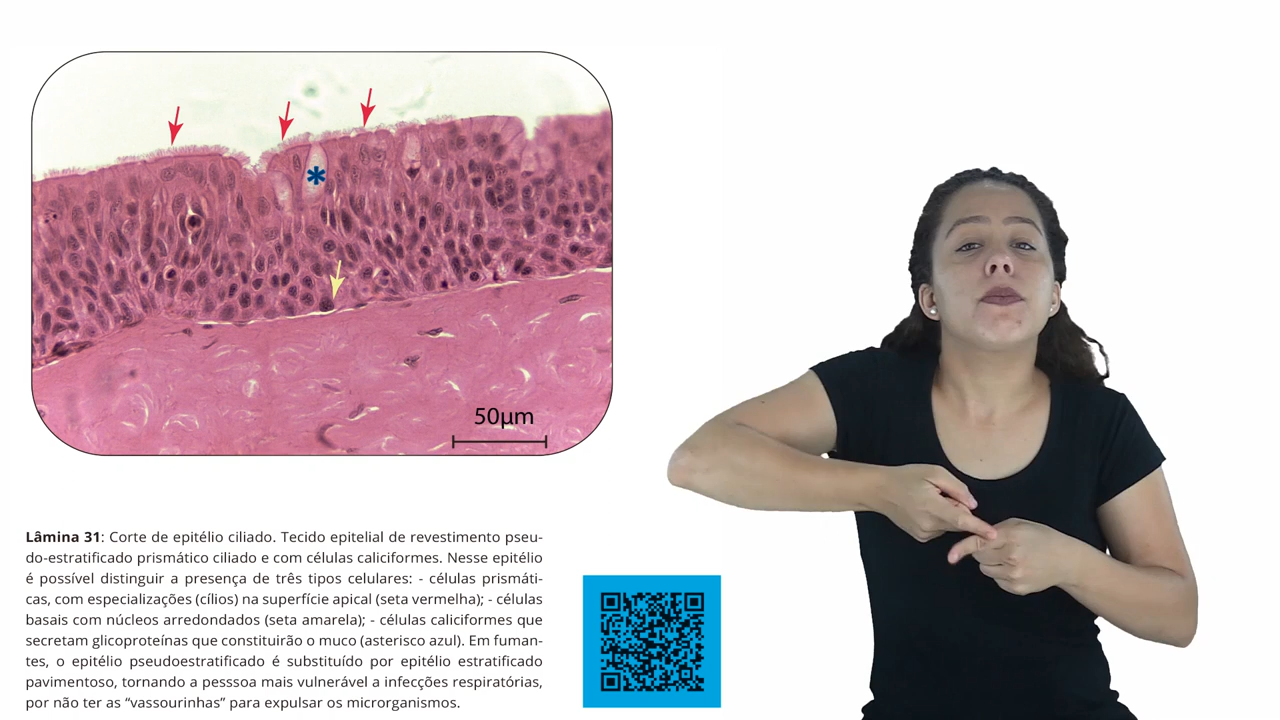 50µm
Lâmina 31: Corte de epitélio ciliado. Tecido epitelial de revestimento pseu-
do-estratificado prismático ciliado e com células caliciformes. Nesse epitélio
é possível distinguir a presença de três tipos celulares: - células prismáti-
cas, com especializações (cílios) na superfície apical (seta vermelha); - células
basais com núcleos arredondados (seta amarela); - células caliciformes que
secretam glicoproteínas que constituirão o muco (asterisco azul). Em fuman-
tes, o epitélio pseudoestratificado é substituído por epitélio estratificado
pavimentoso, tornando a pesssoa mais vulnerável a infecções respiratórias,
por não ter as “vassourinhas” para expulsar os microrganismos.